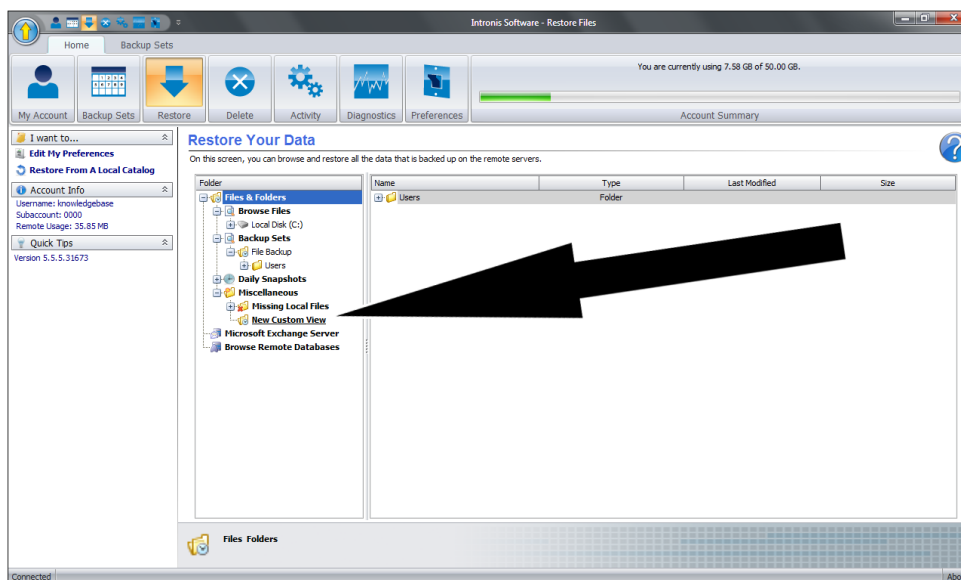 Intronis Software - Restore Files
Home Backup Sets
You are currently using 7.58 GB of 50.00 GB.
My Account Backup Sets Restore Delete Activity Diagnostics Preferences Account Summary
I want to...
Edit My Preferences
Restore From A Local Catalog
Account Info
Username: knowledgebase
Subaccount: 0000
Remote Usage: 35.85 MB
Quick Tips
Version 5.5.5.31673
Restore Your Data
On this screen, you can browse and restore all the data that is backed up on the remote servers.
Folder
Files & Folders
Browse Files
Local Disk (C:)
Backup Sets
File Backup
Users
Daily Snapshots
Miscellaneous
Missing Local Files
New Custom View
Microsoft Exchange Server
Browse Remote Databases
Name Type Last Modified Size
Users Folder
Files Folders
Connected Abo